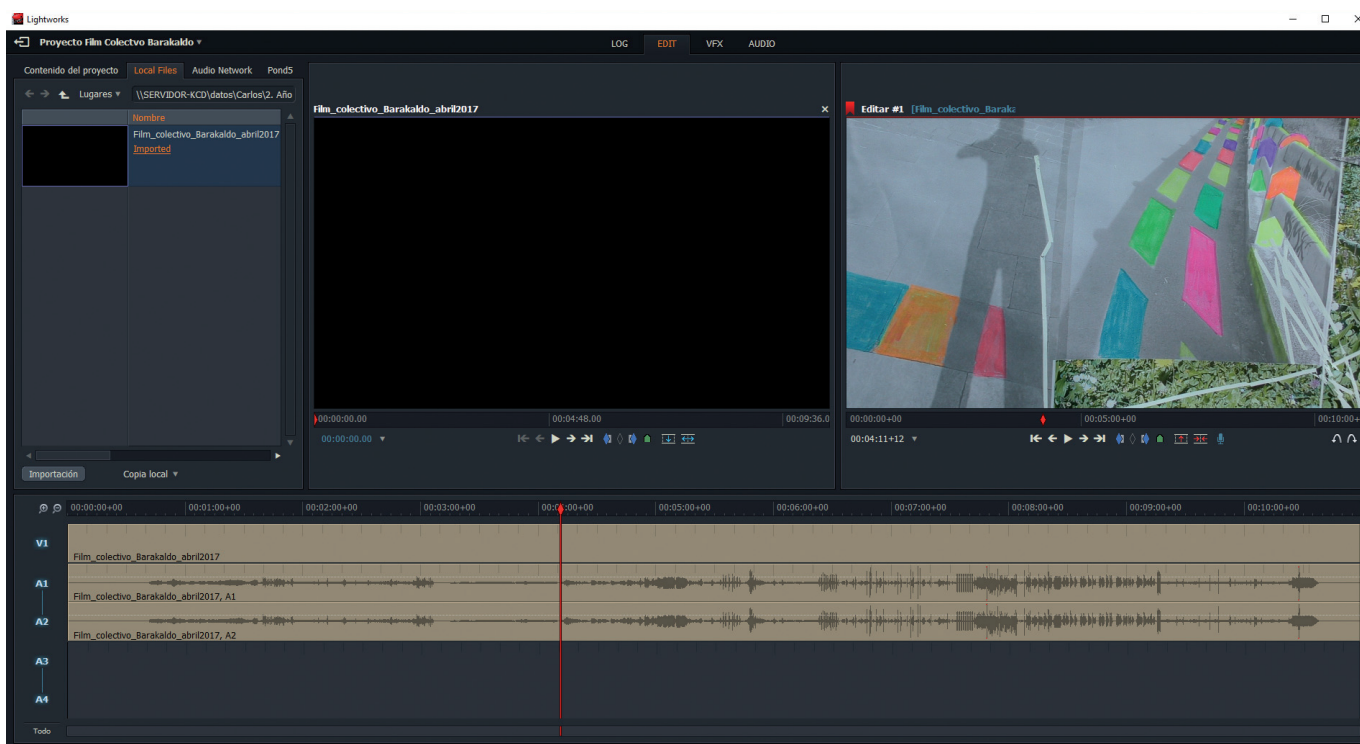 Lightworks
Proyecto Film Colectvo Barakaldo
LOG EDIT VFX AUDIO
Contenido del proyecto Local Files Audio Network Pond5
Lugares \\SERVIDOR-KCD\datos\Carlos\2. Año
Nombre
Film_colectivo_Barakaldo_abril2017
Imported
Importación Copia local
Film_colectivo_Barakaldo_abril2017
00:00:00.00 00:04:48.00 00:09:36.0
00:00:00.00
Editar #1 [Film_colectivo_Baraka
00:00:00+00 00:05:00+00 00:10:00+
00:04:11+12
00:00:00+00 00:01:00+00 00:02:00+00 00:03:00+00 00:04:00+00 00:05:00+00 00:06:00+00 00:07:00+00 00:08:00+00 00:09:00+00 00:10:00+00
V1
Film_colectivo_Barakaldo_abril2017
A1
Film_colectivo_Barakaldo_abril2017, A1
A2
Film_colectivo_Barakaldo_abril2017, A2
A3
A4
Todo